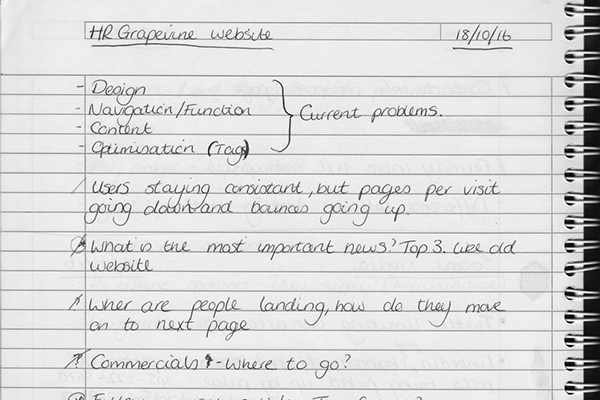 HR Grapevine website
18/10/16
- Design
- Navigation/Function
- Content
- Optimisation (Tags)
Current problems.
Users staying consistant, but pages per visit
going down and bounces going up.
What is the most important news? Top 3. like old
website
Wher are people landing, how do they move
on to next page
Commercials - where to go?